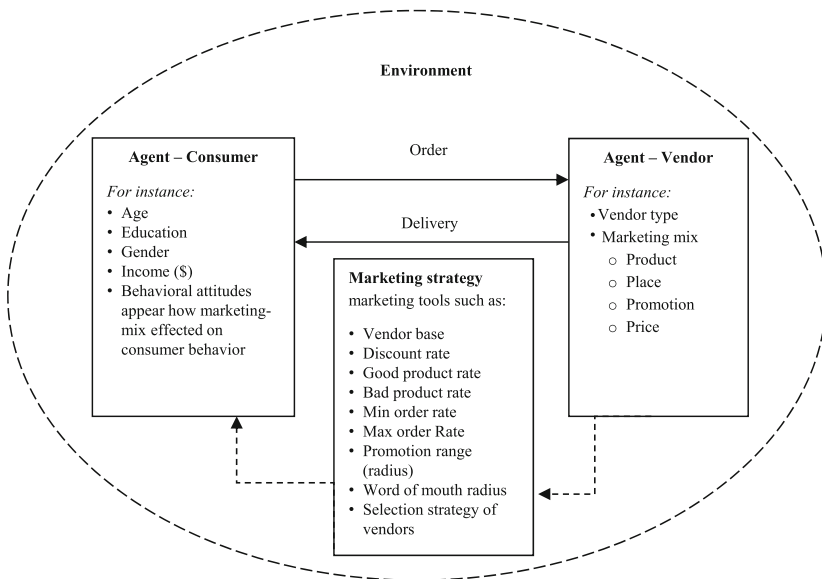 Environment
Agent – Consumer
For instance:
• Age
• Education
• Gender
• Income ($)
• Behavioral attitudes
appear how marketing-
mix effected on
consumer behavior
Order
Delivery
Agent – Vendor
For instance:
• Vendor type
• Marketing mix
o Product
o Place
o Promotion
o Price
Marketing strategy
marketing tools such as:
• Vendor base
• Discount rate
• Good product rate
• Bad product rate
• Min order rate
• Max order Rate
• Promotion range
(radius)
• Word of mouth radius
• Selection strategy of
vendors